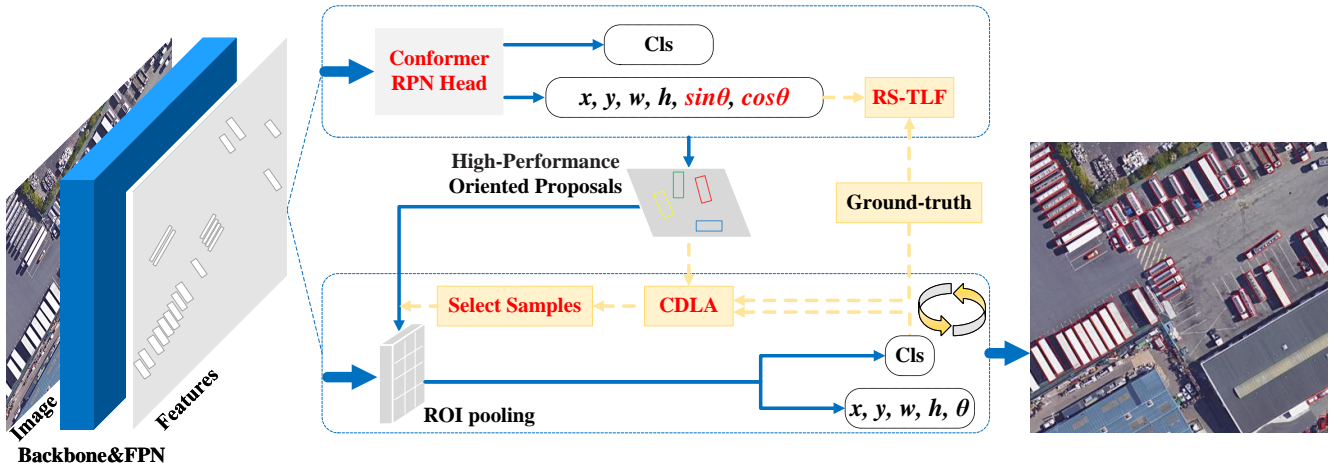 Conformer
RPN Head
Cls
x, y, w, h, sinθ, cosθ
RS-TLF
High-Performance
Oriented Proposals
Ground-truth
Select Samples
CDLA
Cls
x, y, w, h, θ
ROI pooling
Image
Features
Backbone&FPN